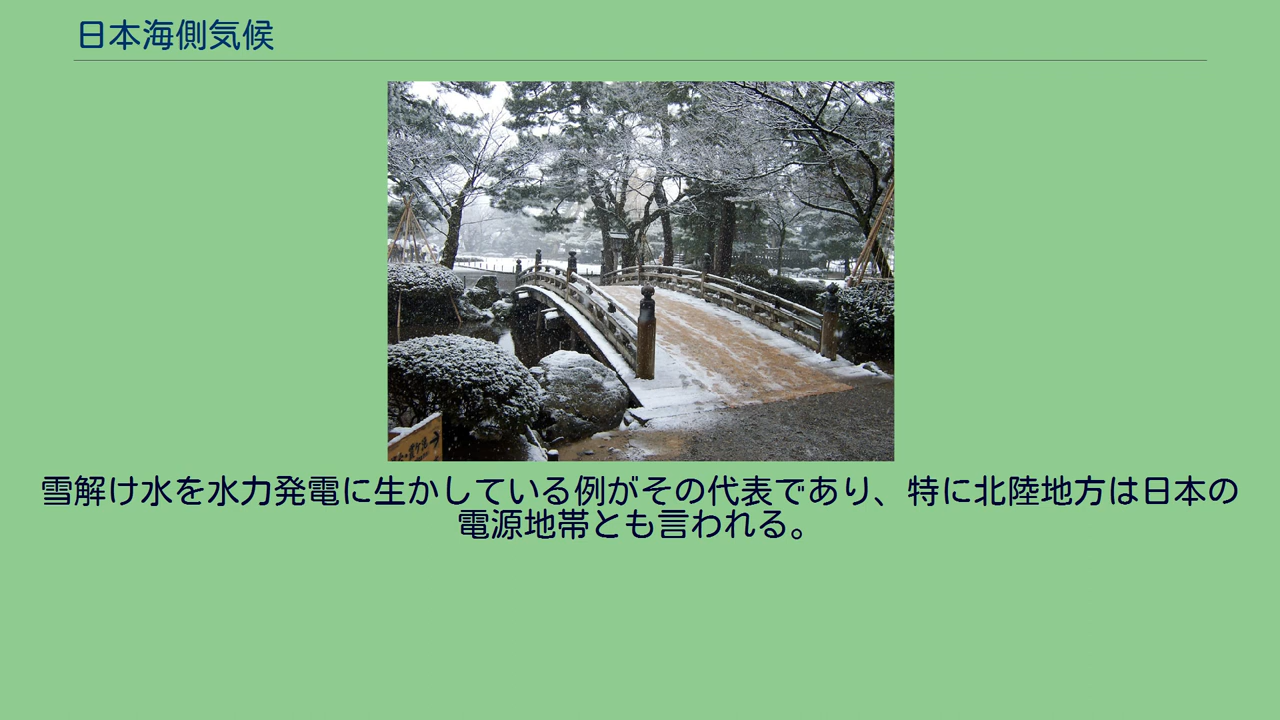 日本海側気候
雪解け水を水力発電に生かしている例がその代表であり、特に北陸地方は日本の
電源地帯とも言われる。